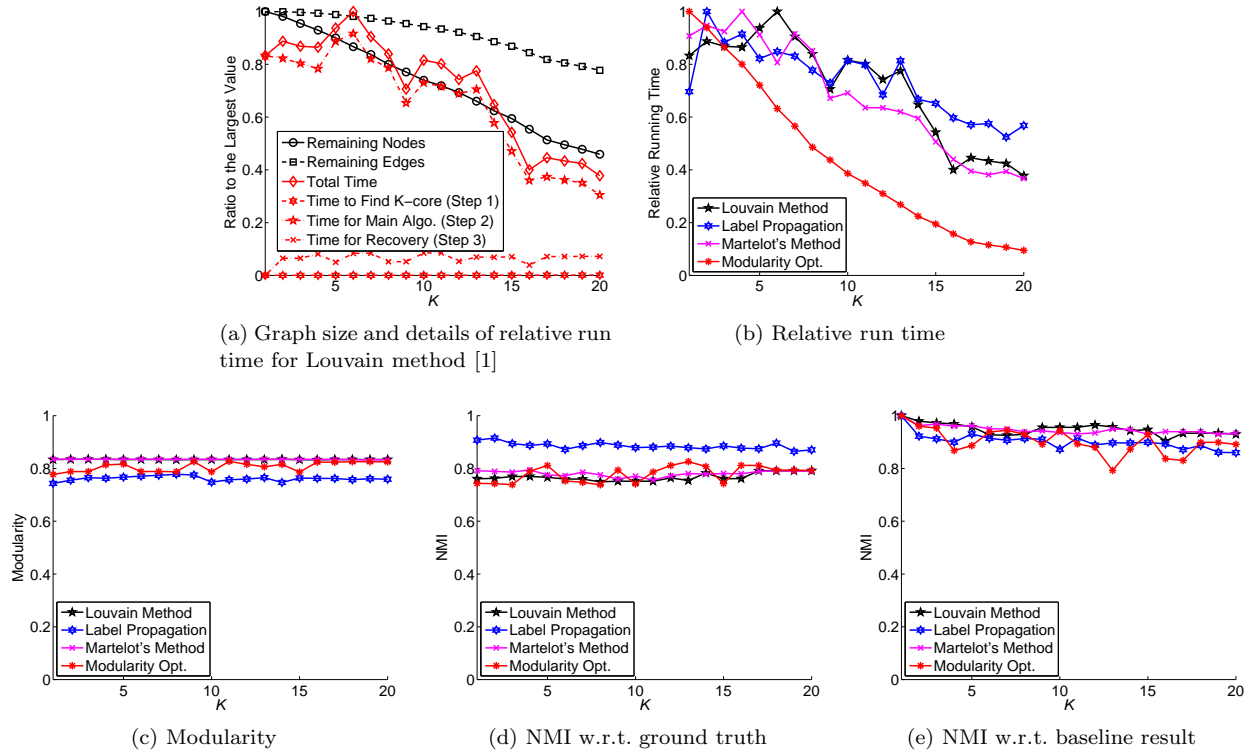 1
0.8
0.6
0.4
0.2
0
Ratio to the Largest Value
Remaining Nodes
Remaining Edges
Total Time
Time to Find K−core (Step 1)
Time for Main Algo. (Step 2)
Time for Recovery (Step 3)
5 10 15 20
K
(a) Graph size and details of relative run
time for Louvain method [1]
1
0.8
0.6
0.4
0.2
0
Relative Running Time
Louvain Method
Label Propagation
Martelot's Method
Modularity Opt.
0 5 10 15 20
K
(b) Relative run time
1
0.8
0.6
0.4
0.2
0
Modularity
Louvain Method
Label Propagation
Martelot's Method
Modularity Opt.
5 10 15 20
K
(c) Modularity
1
0.8
0.6
0.4
0.2
0
NMI
Louvain Method
Label Propagation
Martelot's Method
Modularity Opt.
5 10 15 20
K
(d) NMI w.r.t. ground truth
1
0.8
0.6
0.4
0.2
0
NMI
Louvain Method
Label Propagation
Martelot's Method
Modularity Opt.
5 10 15 20
K
(e) NMI w.r.t. baseline result